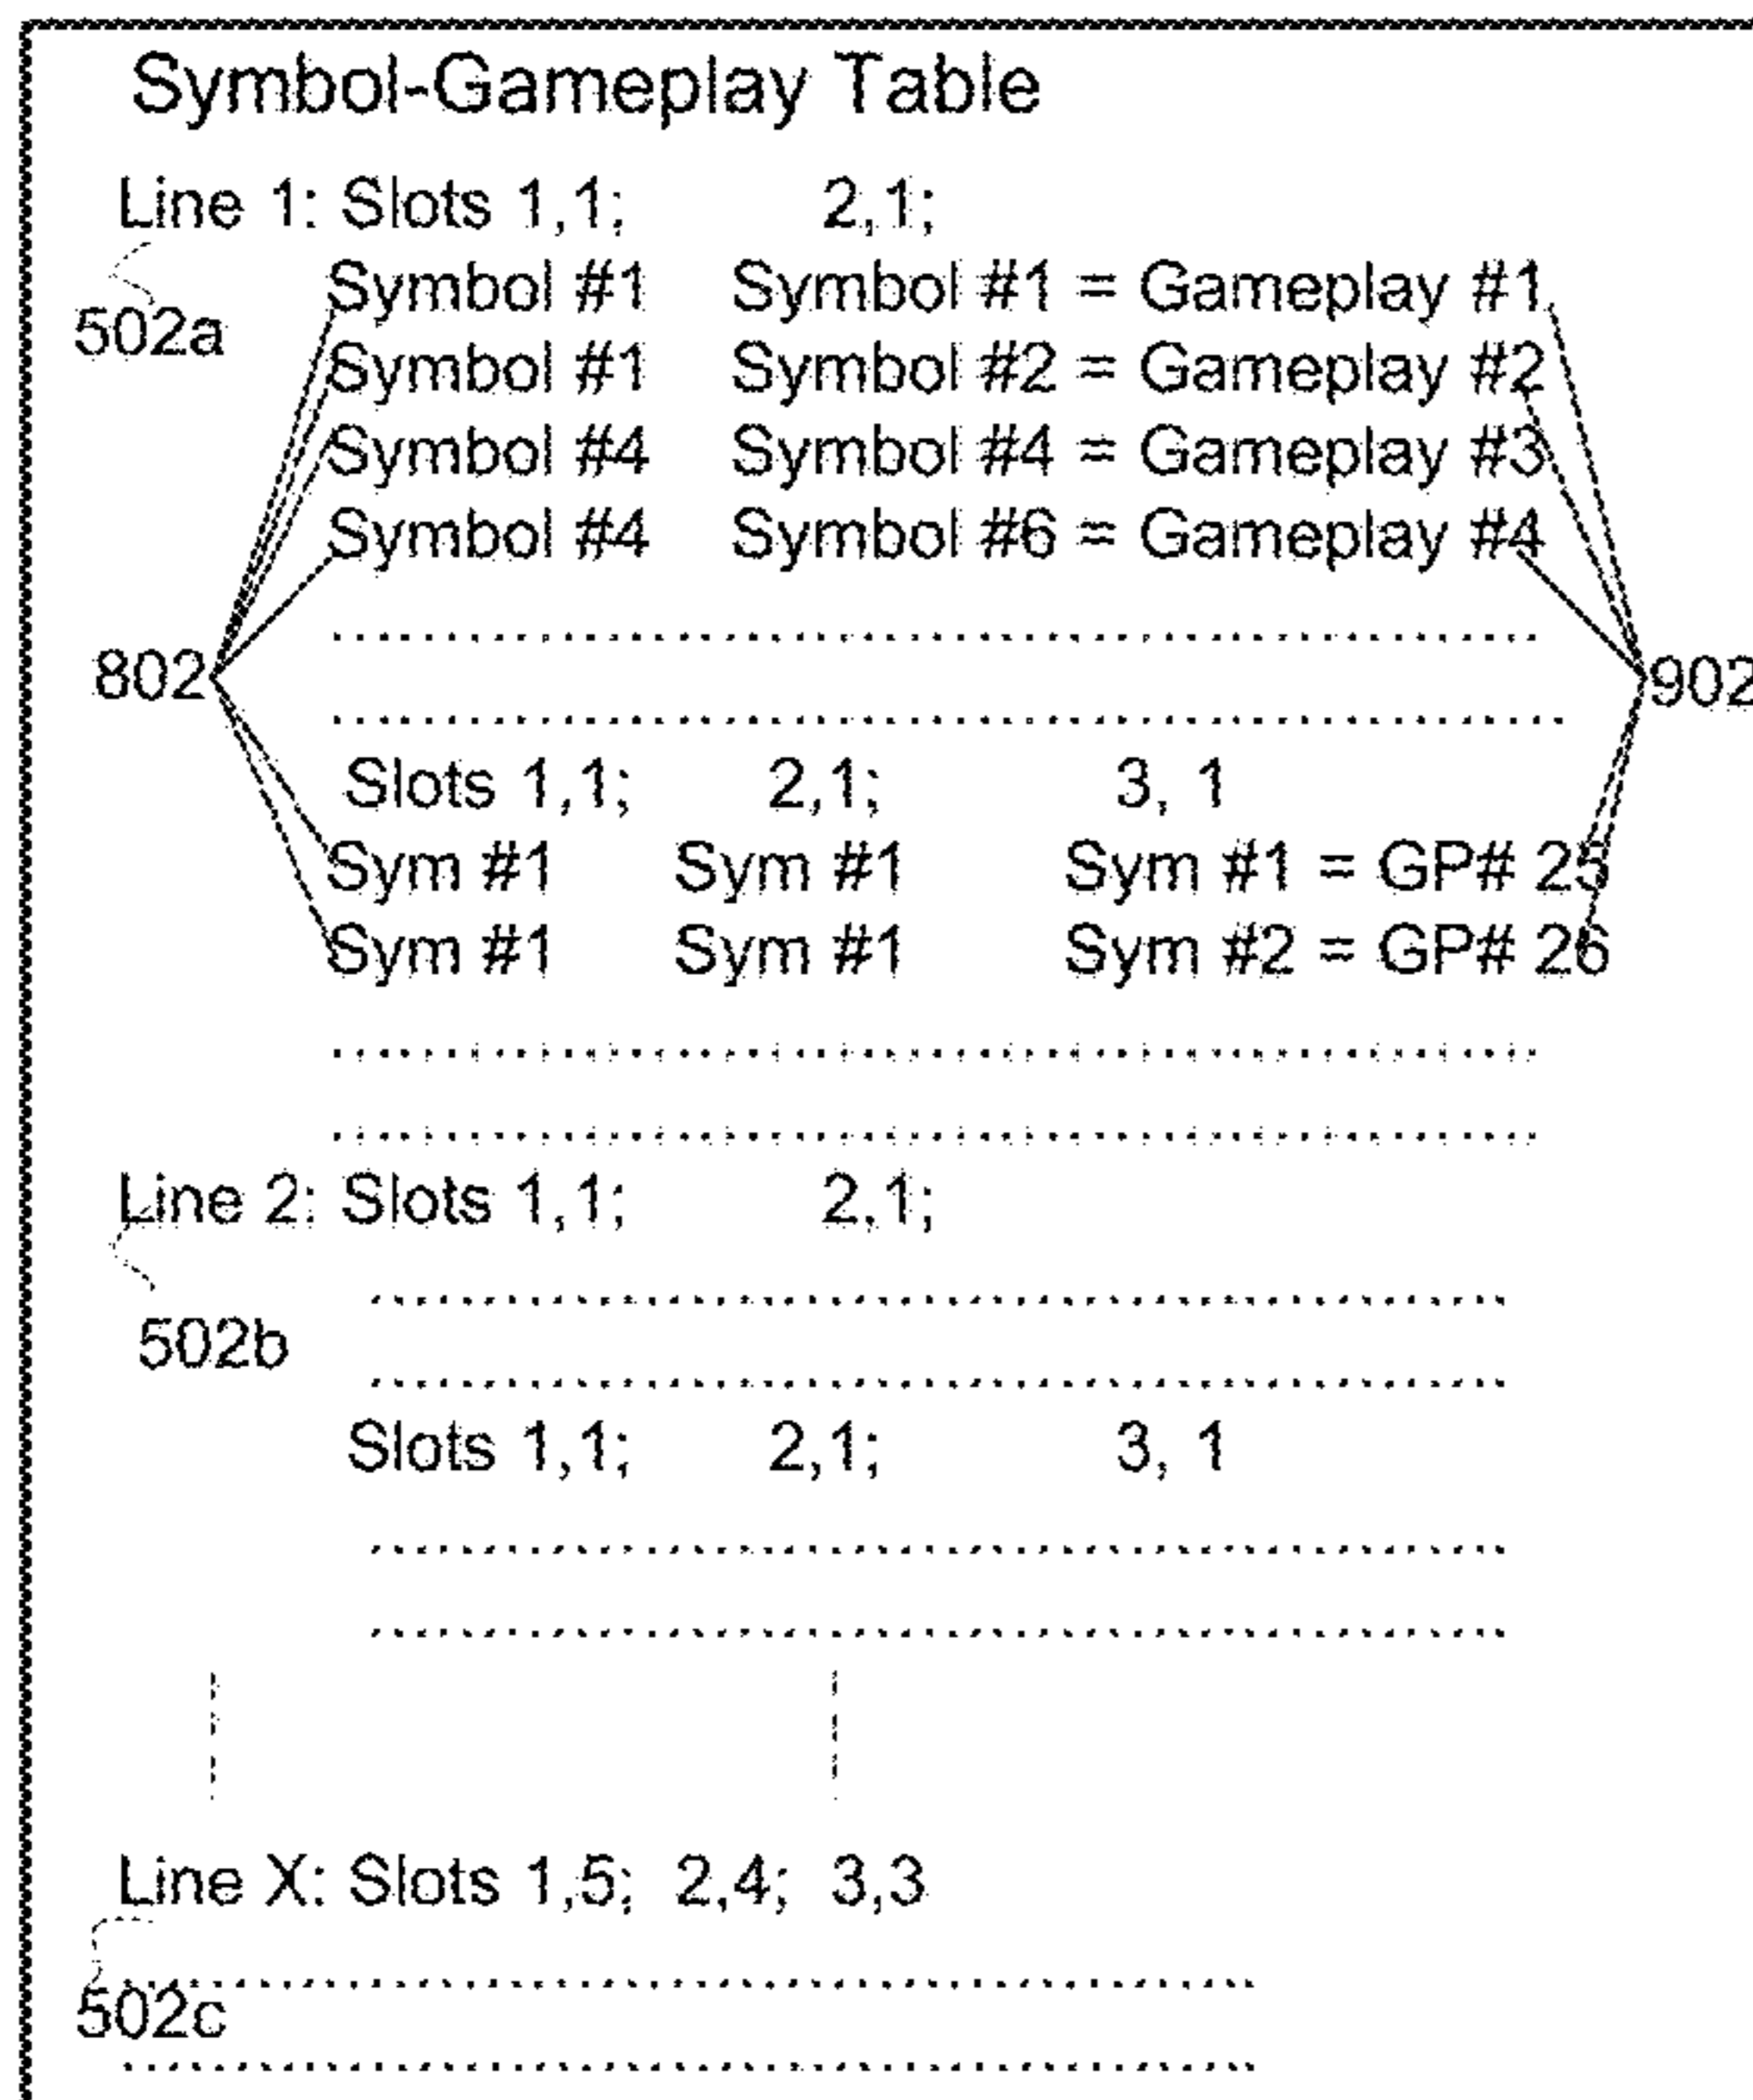 Symbol-Gameplay Table
Line 1: Slots 1,1; 2,1;
502a
Symbol #1 Symbol #1 = Gameplay #1
Symbol #1 Symbol #2 = Gameplay #2
Symbol #4 Symbol #4 = Gameplay #3
Symbol #4 Symbol #6 = Gameplay #4
802
902
Slots 1,1; 2,1; 3, 1
Sym #1 Sym #1 Sym #1 = GP# 25
Sym #1 Sym #1 Sym #2 = GP# 26
Line 2: Slots 1,1; 2,1;
502b
Slots 1,1; 2,1; 3, 1
Line X: Slots 1,5; 2,4; 3,3
502c